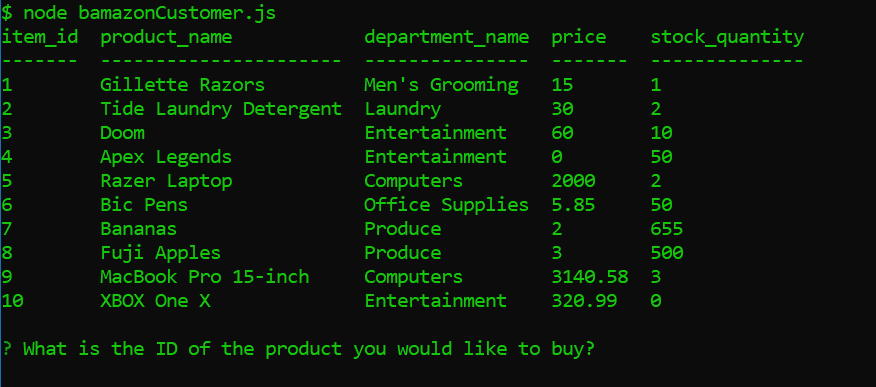 $ node bamazonCustomer.js
item_id  product_name            department_name  price    stock_quantity
-------  ----------------------  ---------------  -------  --------------
1        Gillette Razors         Men's Grooming   15       1
2        Tide Laundry Detergent  Laundry          30       2
3        Doom                    Entertainment    60       10
4        Apex Legends            Entertainment    0        50
5        Razer Laptop            Computers        2000     2
6        Bic Pens                Office Supplies  5.85     50
7        Bananas                 Produce          2        655
8        Fuji Apples             Produce          3        500
9        MacBook Pro 15-inch     Computers        3140.58  3
10       XBOX One X              Entertainment    320.99   0
? What is the ID of the product you would like to buy?